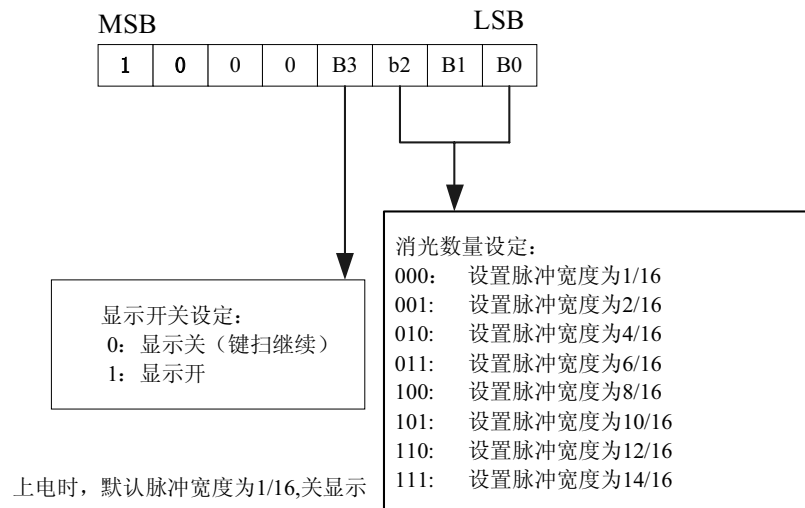 MSB LSB
1 0 0 0 B3 b2 B1 B0
显示开关设定：
0：显示关（键扫继续）
1：显示开
消光数量设定：
000： 设置脉冲宽度为1/16
001: 设置脉冲宽度为2/16
010: 设置脉冲宽度为4/16
011: 设置脉冲宽度为6/16
100: 设置脉冲宽度为8/16
101: 设置脉冲宽度为10/16
110: 设置脉冲宽度为12/16
111: 设置脉冲宽度为14/16
上电时，默认脉冲宽度为1/16,关显示